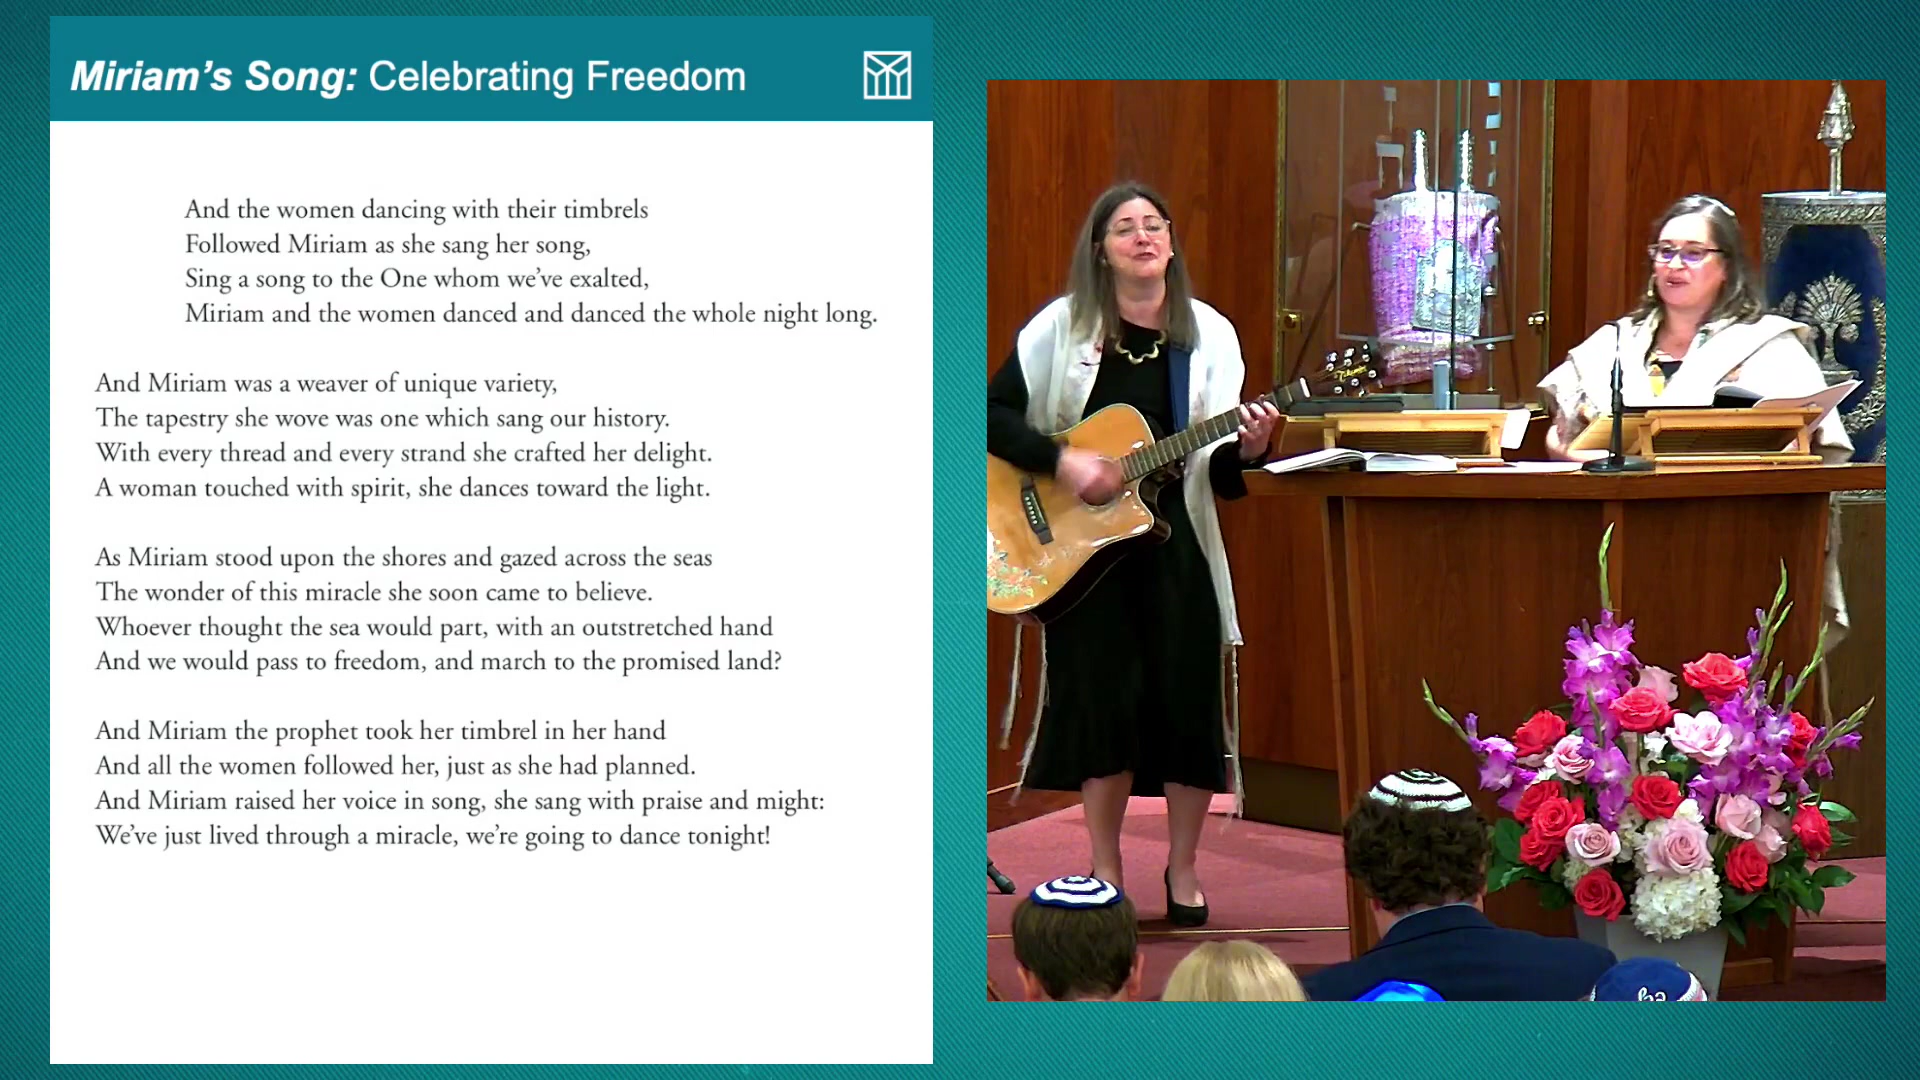 Miriam's Song: Celebrating Freedom
And the women dancing with their timbrels
Followed Miriam as she sang her song,
Sing a song to the One whom we've exalted,
Miriam and the women danced and danced the whole night long.
And Miriam was a weaver of unique variety,
The tapestry she wove was one which sang our history.
With every thread and every strand she crafted her delight.
A woman touched with spirit, she dances toward the light.
As Miriam stood upon the shores and gazed across the seas
The wonder of this miracle she soon came to believe.
Whoever thought the sea would part, with an outstretched hand
And we would pass to freedom, and march to the promised land?
And Miriam the prophet took her timbrel in her hand
And all the women followed her, just as she had planned.
And Miriam raised her voice in song, she sang with praise and might:
We've just lived through a miracle, we're going to dance tonight!